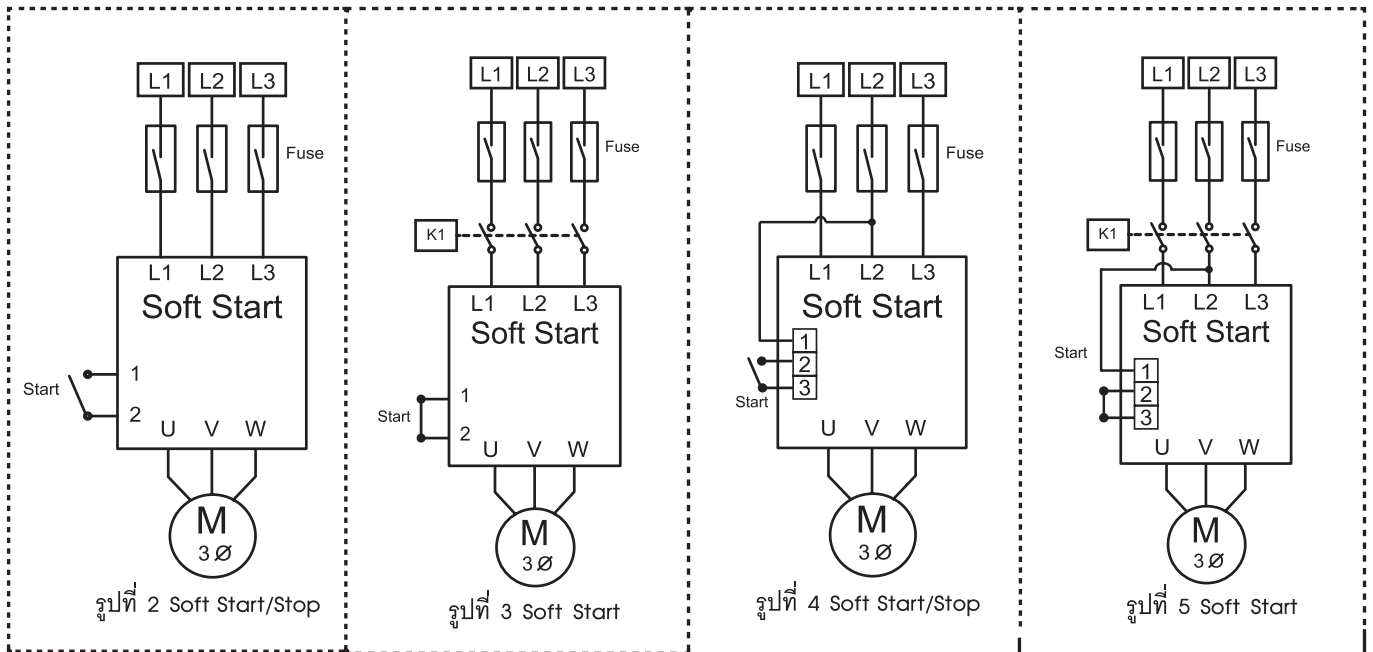 L1 L2 L3
Fuse
L1 L2 L3
Soft Start
1
Start
2
U V W
M
3 Ø
รูปที่ 2 Soft Start/Stop
L1 L2 L3
Fuse
K1
L1 L2 L3
Soft Start
1
Start
2
U V W
M
3 Ø
รูปที่ 3 Soft Start
L1 L2 L3
Fuse
L1 L2 L3
Soft Start
1
2
3
Start
U V W
M
3 Ø
รูปที่ 4 Soft Start/Stop
L1 L2 L3
Fuse
K1
L1 L2 L3
Soft Start
Start
1
2
3
U V W
M
3 Ø
รูปที่ 5 Soft Start